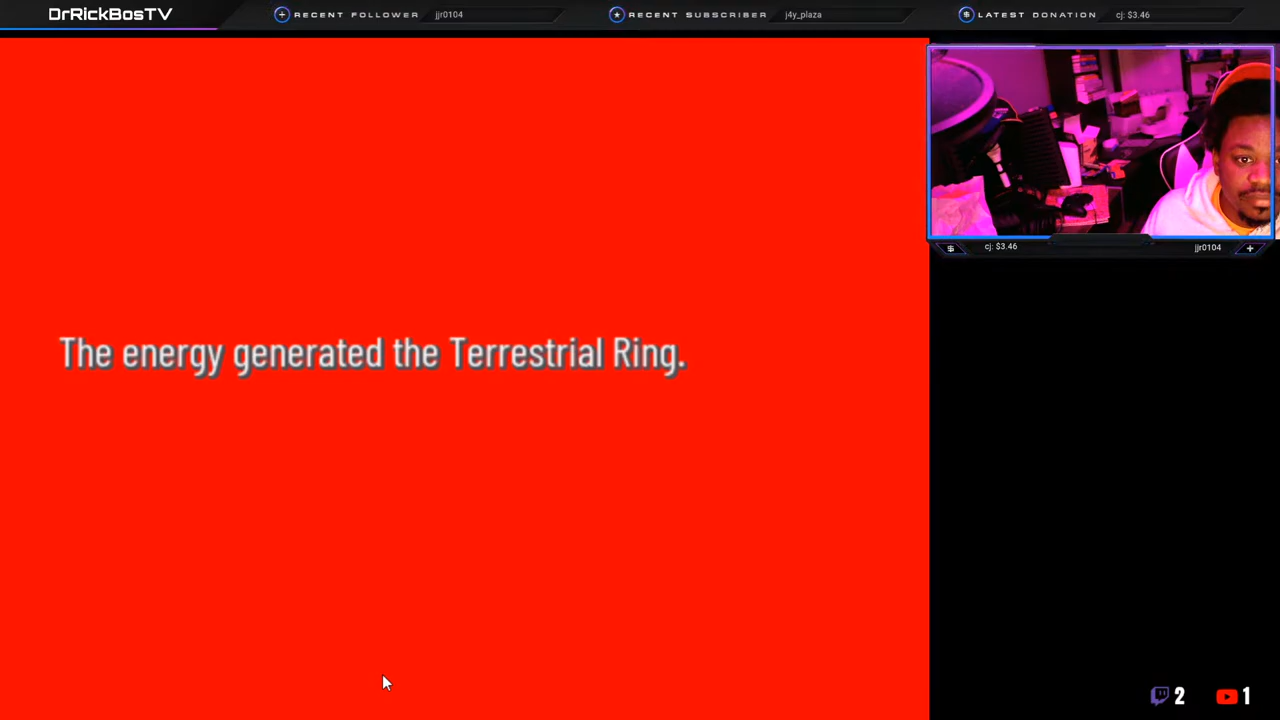 DrRickBosTV
RECENT FOLLOWER jjr0104
RECENT SUBSCRIBER j4y_plaza
LATEST DONATION cj: $3.46
cj: $3.46 jjr0104
The energy generated the Terrestrial Ring.
2 1